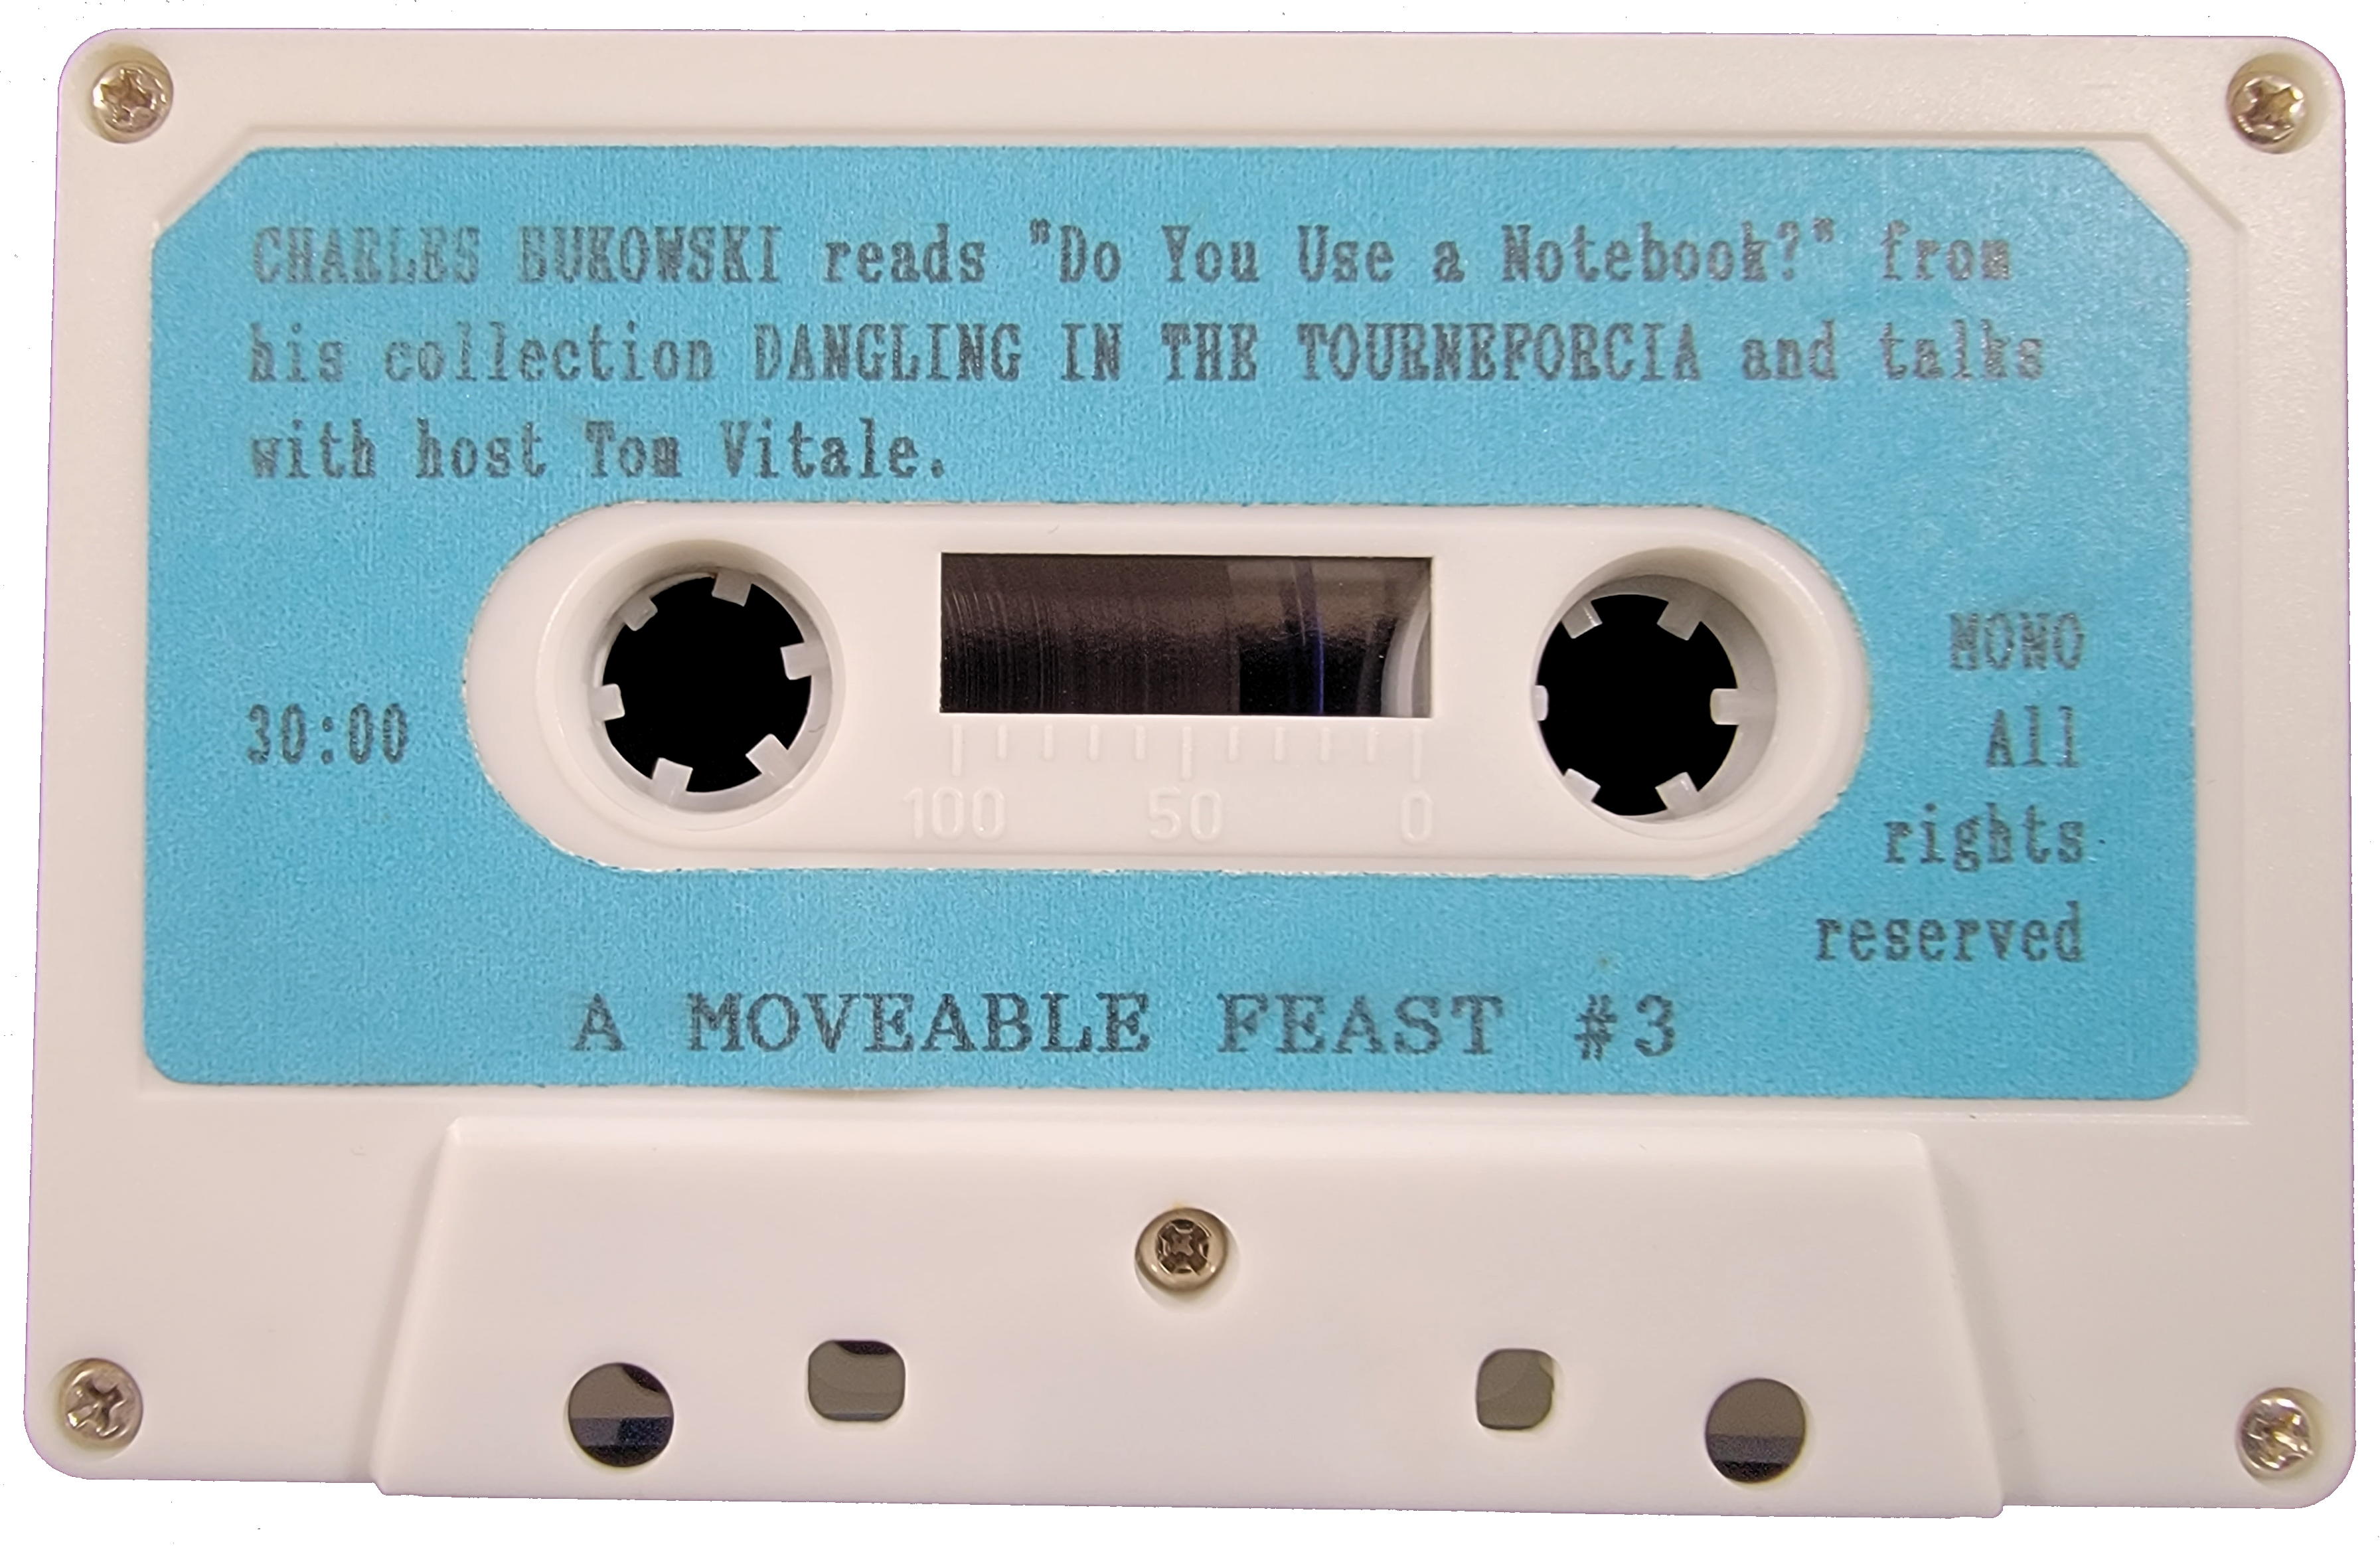 CHARLES BUKOWSKI reads "Do You Use a Notebook?" from
his collection DANGLING IN THE TOURNEFORCIA and talks
with host Tom Vitale.
30:00
MONO
All
rights
reserved
100 50 0
A MOVEABLE FEAST #3